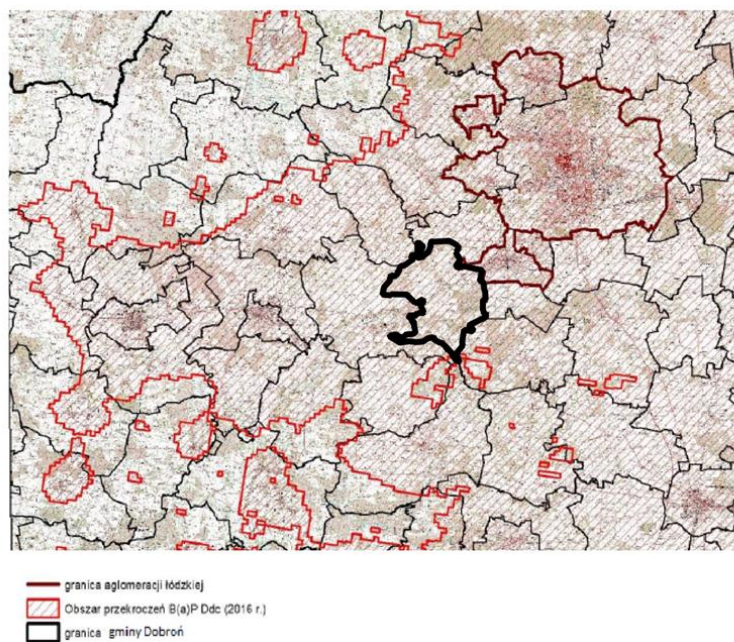 granica aglomeracji łódzkiej
Obszar przekroczeń B(a)P Ddc (2016 r.)
granica gminy Dobroń